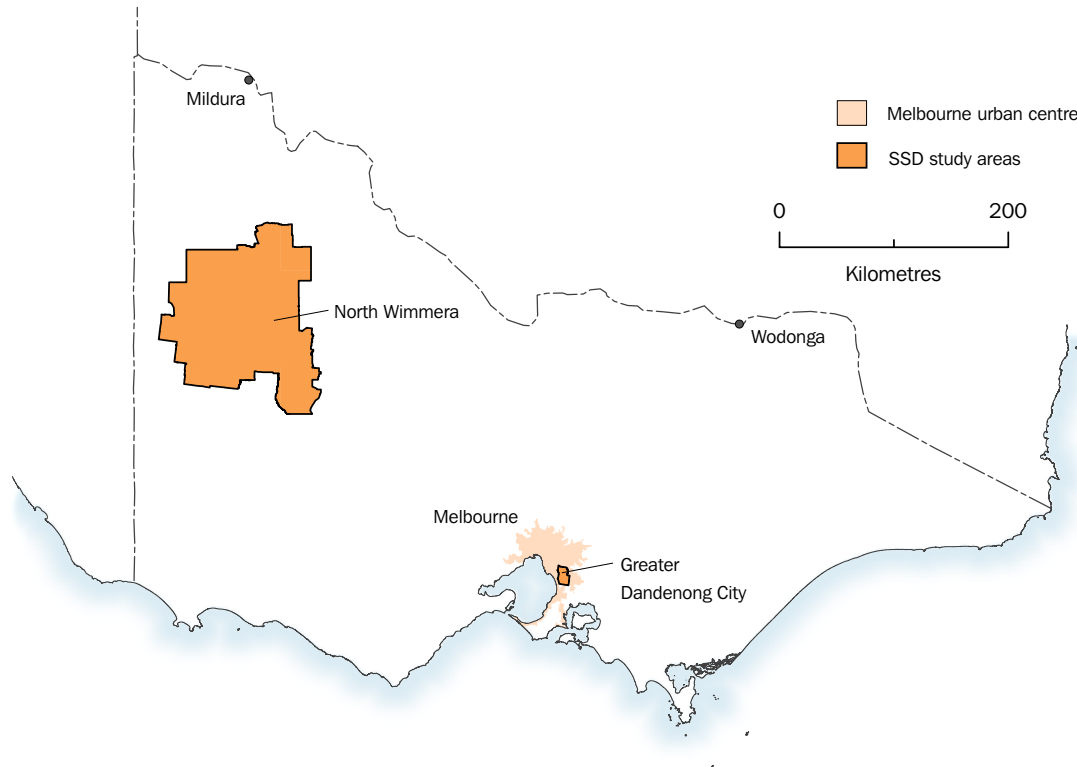 Mildura
Melbourne urban centre
SSD study areas
0 200
Kilometres
North Wimmera
Wodonga
Melbourne
Greater
Dandenong City